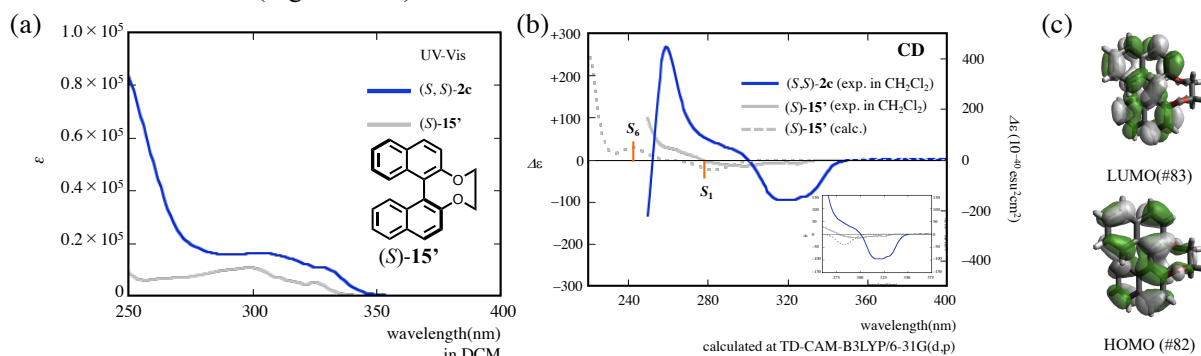 (a)
1.0 × 10⁵
0.8 × 10⁵
0.6 × 10⁵
0.4 × 10⁵
0.2 × 10⁵
0
ε
UV-Vis
(S, S)-2c
(S)-15'
O
O
(S)-15'
250
300
350
400
wavelength(nm)
in DCM
(b)
+300
+200
+100
±0
−100
−200
−300
Δε
CD
(S,S)-2c (exp. in CH₂Cl₂)
(S)-15' (exp. in CH₂Cl₂)
(S)-15' (calc.)
S₆
S₁
400
200
0
−200
−400
Δε (10⁻⁴⁰ esu²cm²)
240
280
320
360
400
wavelength(nm)
calculated at TD-CAM-B3LYP/6-31G(d,p)
(c)
LUMO(#83)
HOMO (#82)